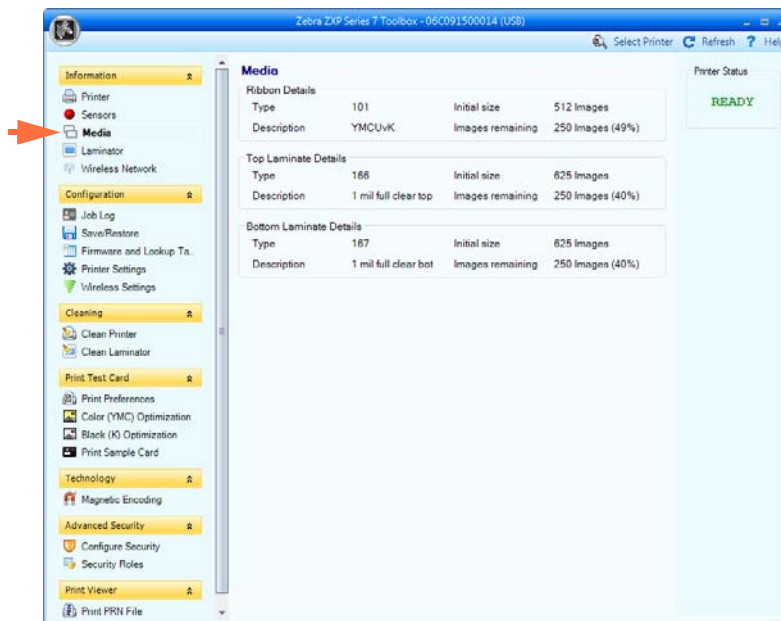 Zebra ZXP Series 7 Toolbox - 06C091500014 (USB)
Select Printer Refresh ? Help
Information
Printer
Sensors
Media
Laminator
Wireless Network
Configuration
Job Log
Save/Restore
Firmware and Lookup Ta..
Printer Settings
Wireless Settings
Cleaning
Clean Printer
Clean Laminator
Print Test Card
Print Preferences
Color (YMC) Optimization
Black (K) Optimization
Print Sample Card
Technology
Magnetic Encoding
Advanced Security
Configure Security
Security Roles
Print Viewer
Print PRN File
Media
Ribbon Details
Type 101 Initial size 512 Images
Description YMCUvK Images remaining 250 Images (49%)
Top Laminate Details
Type 166 Initial size 625 Images
Description 1 mil full clear top Images remaining 250 Images (40%)
Bottom Laminate Details
Type 167 Initial size 625 Images
Description 1 mil full clear bot Images remaining 250 Images (40%)
Printer Status
READY